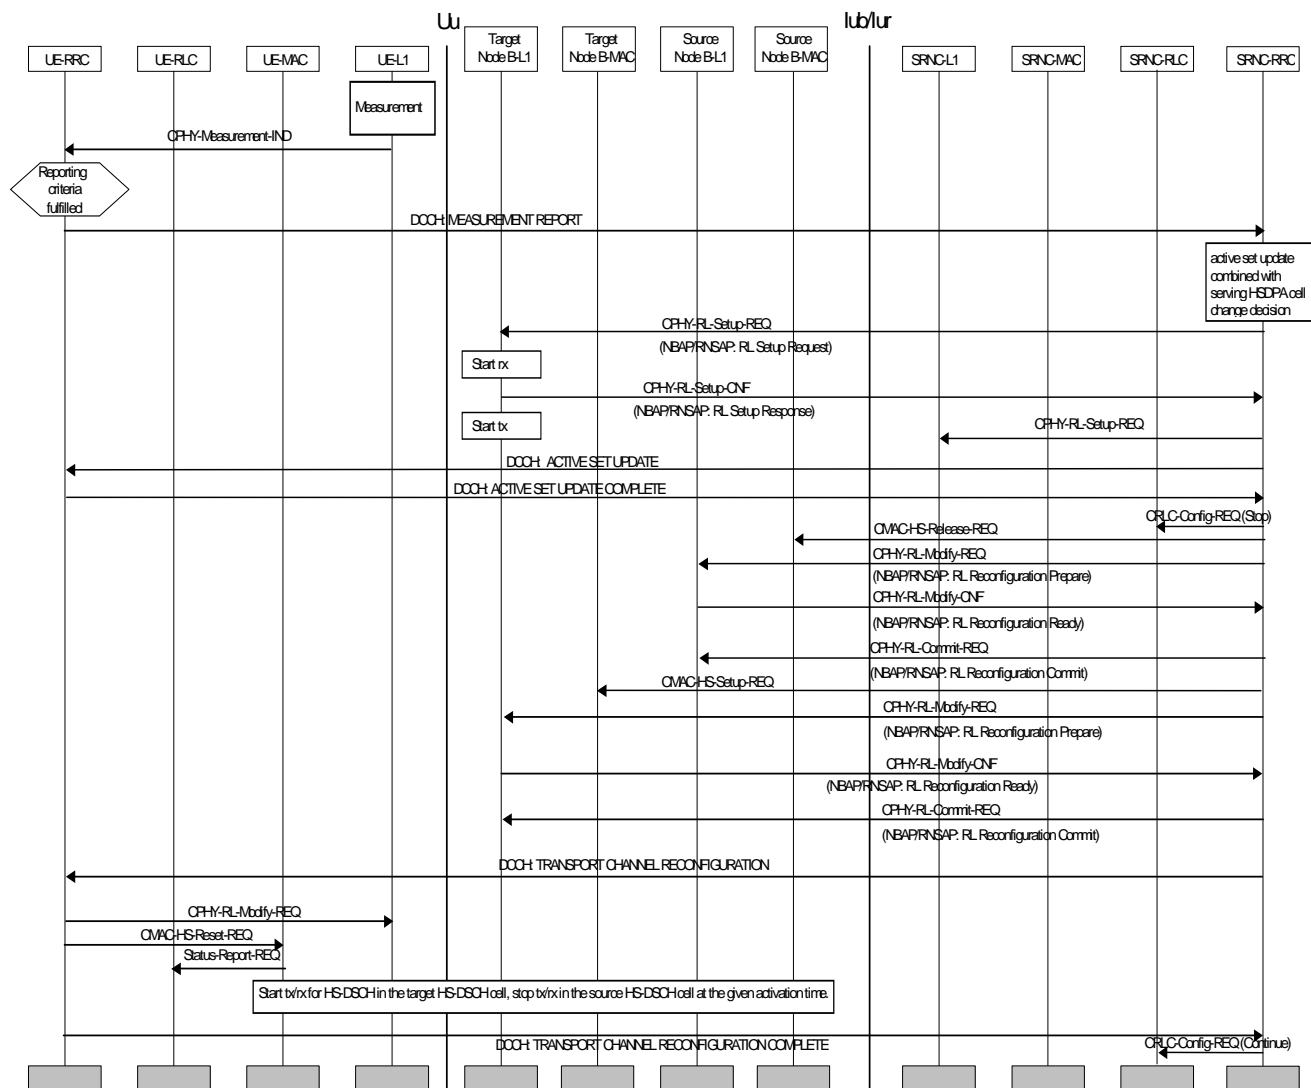 Uu
Iub/Iur
UE-RRC
UE-RLC
UE-MAC
UE-L1
Target
Node B-L1
Target
Node B-MAC
Source
Node B-L1
Source
Node B-MAC
SRNC-L1
SRNC-MAC
SRNC-RLC
SRNC-RRC
Measurement
CPHY-Measurement-IND
Reporting
criteria
fulfilled
DCCH: MEASUREMENT REPORT
active set update
combined with
serving HSDPA cell
change decision
CPHY-RL-Setup-REQ
(NBAP/RNSAP: RL Setup Request)
Start rx
CPHY-RL-Setup-CNF
(NBAP/RNSAP: RL Setup Response)
Start tx
CPHY-RL-Setup-REQ
DCCH: ACTIVE SET UPDATE
DCCH: ACTIVE SET UPDATE COMPLETE
CRLC-Config-REQ (Stop)
CMAC-HS-Release-REQ
CPHY-RL-Modify-REQ
(NBAP/RNSAP: RL Reconfiguration Prepare)
CPHY-RL-Modify-CNF
(NBAP/RNSAP: RL Reconfiguration Ready)
CPHY-RL-Commit-REQ
(NBAP/RNSAP: RL Reconfiguration Commit)
CMAC-HS-Setup-REQ
CPHY-RL-Modify-REQ
(NBAP/RNSAP: RL Reconfiguration Prepare)
CPHY-RL-Modify-CNF
(NBAP/RNSAP: RL Reconfiguration Ready)
CPHY-RL-Commit-REQ
(NBAP/RNSAP: RL Reconfiguration Commit)
DCCH: TRANSPORT CHANNEL RECONFIGURATION
CPHY-RL-Modify-REQ
CMAC-HS-Reset-REQ
Status-Report-REQ
Start tx/rx for HS-DSCH in the target HS-DSCH cell, stop tx/rx in the source HS-DSCH cell at the given activation time.
DCCH: TRANSPORT CHANNEL RECONFIGURATION COMPLETE
CRLC-Config-REQ (Continue)